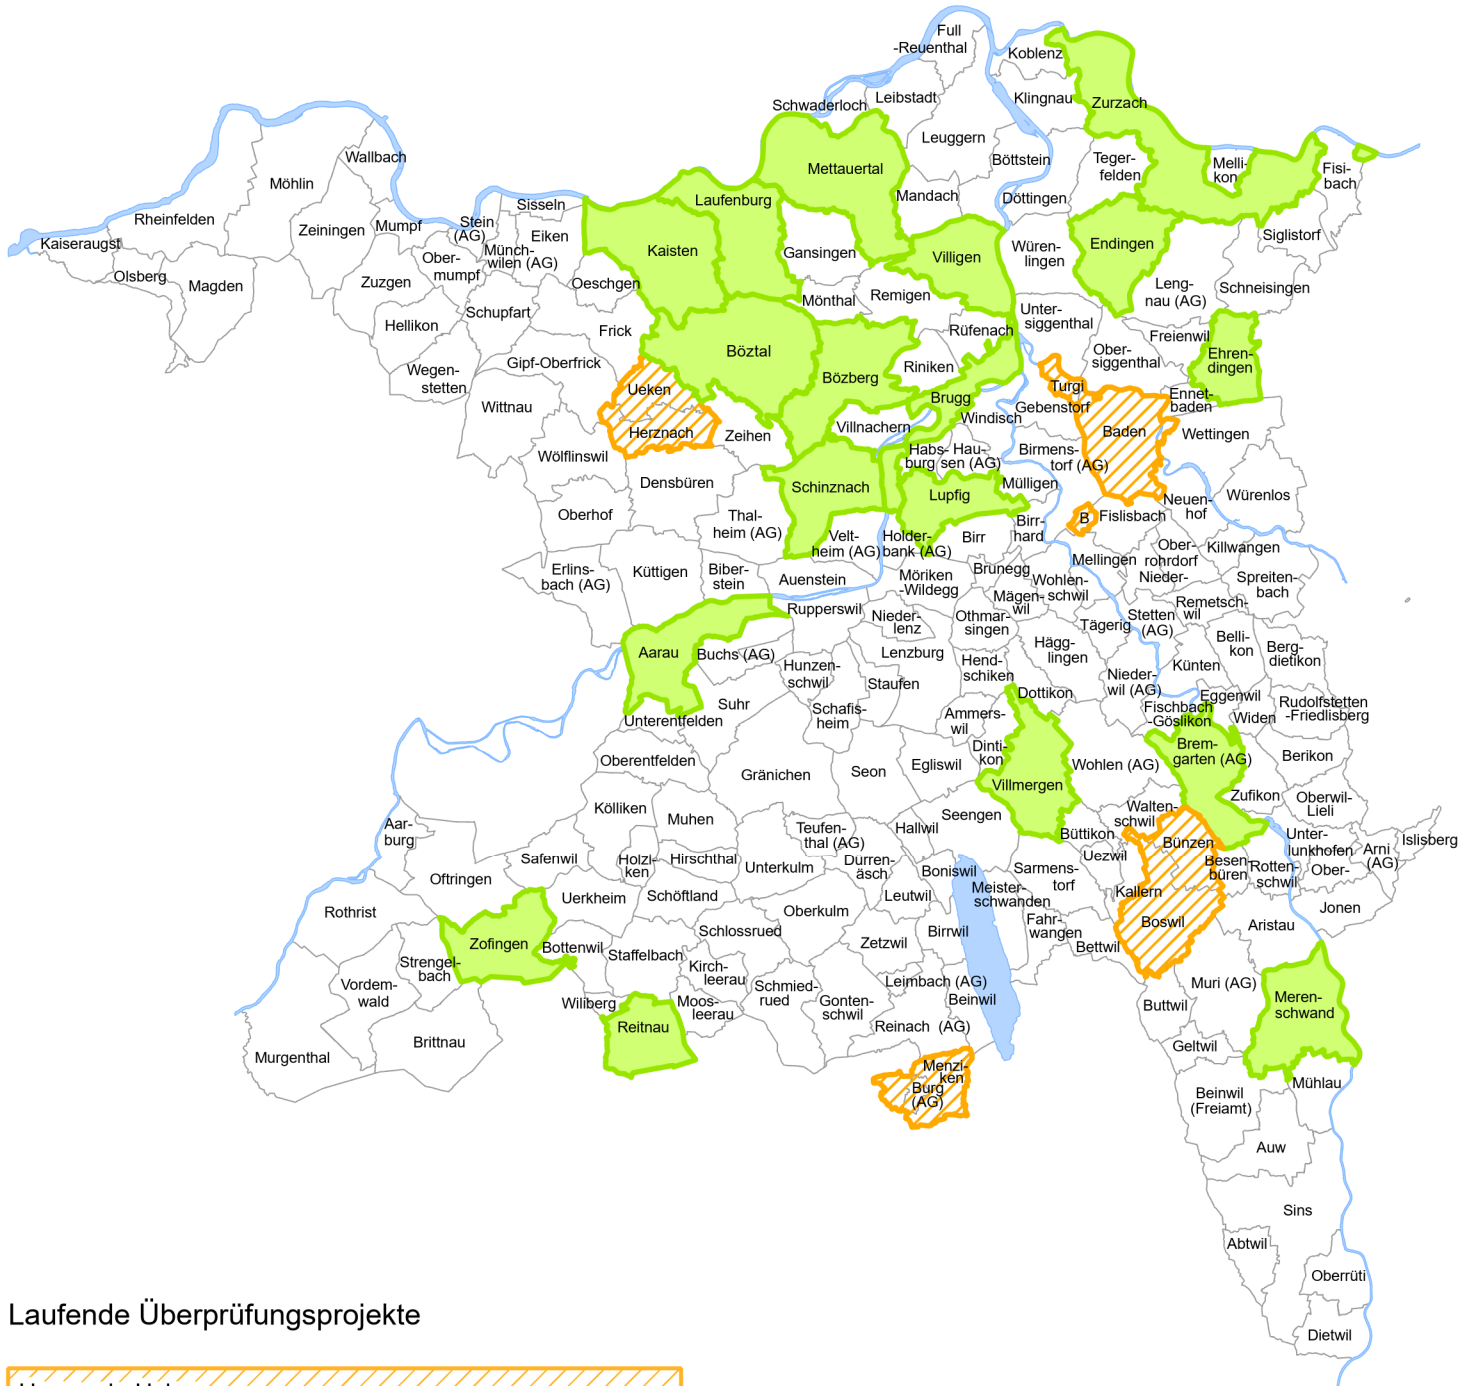 Full
-Reuenthal
Koblenz
Schwaderloch
Leibstadt
Klingnau
Zurzach
Wallbach
Leuggern
Möhlin
Mettauertal
Böttstein
Teger-
felden
Melli-
kon
Fisi-
bach
Rheinfelden
Sisseln
Laufenburg
Mandach
Döttingen
Zeiningen
Mumpf
Stein
(AG)
Eiken
Siglistorf
Kaiseraugst
Kaisten
Gansingen
Villigen
Würen-
lingen
Endingen
Münch-
wilen (AG)
Ober-
mumpf
Olsberg
Magden
Zuzgen
Oeschgen
Mönthal
Remigen
Leng-
nau (AG)
Schneisingen
Schupfart
Hellikon
Frick
Rüfenach
Unter-
siggenthal
Freienwil
Gipf-Oberfrick
Böztal
Bözberg
Riniken
Ober-
siggenthal
Ehren-
dingen
Wegen-
stetten
Ueken
Brugg
Turgi
Ennet-
baden
Wittnau
Gebenstorf
Windisch
Villnachern
Herznach
Zeihen
Baden
Wettingen
Wölflinswil
Habs-
burg
Hau-
sen (AG)
Birmens-
torf (AG)
Densbüren
Schinznach
Lupfig
Mülligen
Würenlos
Neuen-
hof
Oberhof
Thal-
heim (AG)
Velt-
heim (AG)
Holder-
bank (AG)
Birr
Birr-
hard
B
Fislisbach
Killwangen
Ober-
rohrdorf
Mellingen
Nieder-
Erlins-
bach (AG)
Küttigen
Biber-
stein
Auenstein
Möriken
-Wildegg
Brunegg
Wohlen-
schwil
Spreiten-
bach
Mägen-
wil
Rupperswil
Nieder-
lenz
Othmar-
singen
Tägerig
Stetten
(AG)
Remetsch-
wil
Aarau
Buchs (AG)
Hunzen-
schwil
Lenzburg
Hend-
schiken
Hägg-
lingen
Künten
Belli-
kon
Berg-
dietikon
Staufen
Nieder-
wil (AG)
Dottikon
Eggenwil
Rudolfstetten
-Friedlisberg
Suhr
Unterentfelden
Schafis-
heim
Ammers-
wil
Fischbach
-Göslikon
Widen
Oberentfelden
Gränichen
Seon
Egliswil
Dinti-
kon
Wohlen (AG)
Brem-
garten (AG)
Berikon
Villmergen
Zufikon
Oberwil-
Lieli
Kölliken
Muhen
Teufen-
thal (AG)
Hallwil
Seengen
Büttikon
Walten-
schwil
Bünzen
Unter-
lunkhofen
Arni
(AG)
Islisberg
Aar-
burg
Safenwil
Holzi-
ken
Hirschthal
Unterkulm
Dürren-
äsch
Boniswil
Sarmens-
torf
Uezwil
Besen
büren
Rotten-
schwil
Ober-
Oftringen
Uerkheim
Schöftland
Leutwil
Meister-
schwanden
Kallern
Jonen
Rothrist
Oberkulm
Birrwil
Fahr-
wangen
Boswil
Aristau
Zofingen
Bottenwil
Staffelbach
Schlossrued
Zetzwil
Bettwil
Strengel-
bach
Vordem-
wald
Kirch-
leerau
Schmied-
rued
Leimbach (AG)
Muri (AG)
Wiliberg
Moos-
leerau
Gonten-
schwil
Beinwil
Buttwil
Meren-
schwand
Reitnau
Reinach (AG)
Brittnau
Murgenthal
Geltwil
Menzi-
ken
Burg
(AG)
Mühlau
Beinwil
(Freiamt)
Auw
Sins
Abtwil
Oberrüti
Dietwil
Laufende Überprüfungsprojekte